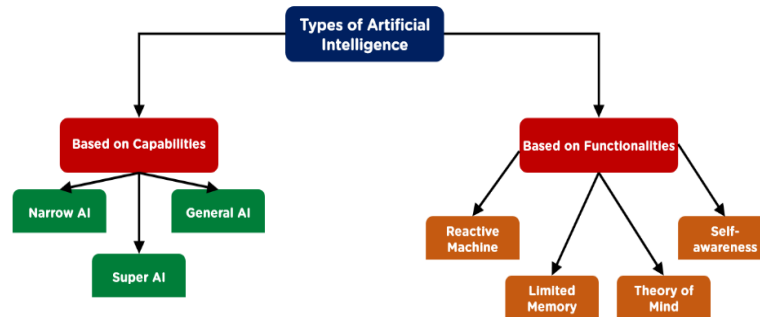 Types of Artificial
Intelligence
Based on Capabilities
Based on Functionalities
Narrow AI
General AI
Super AI
Reactive
Machine
Self-
awareness
Limited
Memory
Theory of
Mind